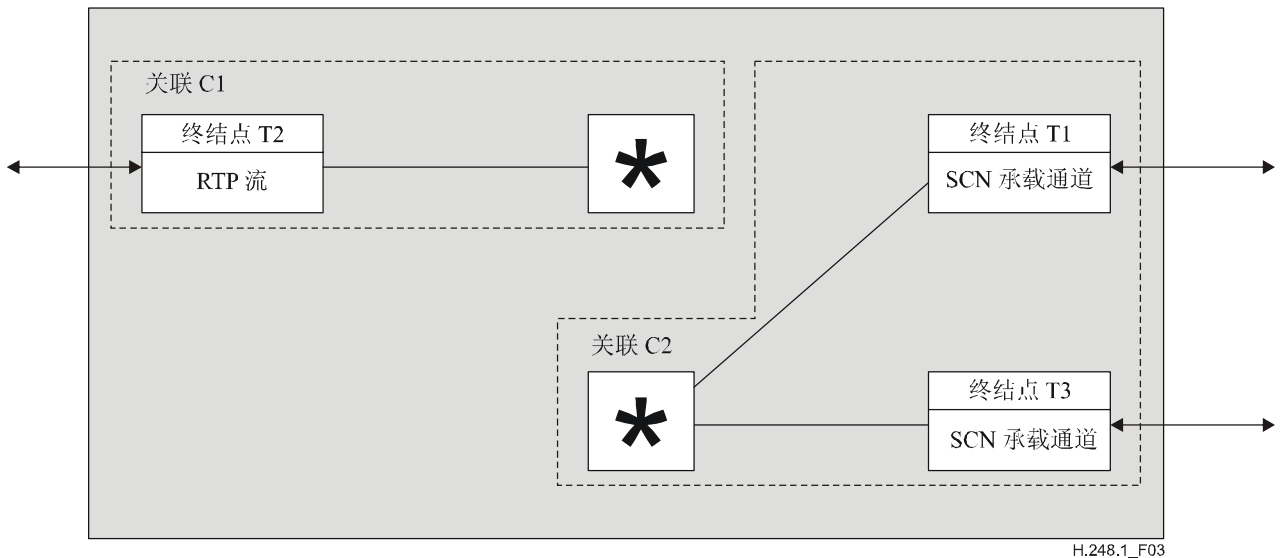 关联 C1
终结点 T2
RTP 流
终结点 T1
SCN 承载通道
关联 C2
终结点 T3
SCN 承载通道
H.248.1_F03